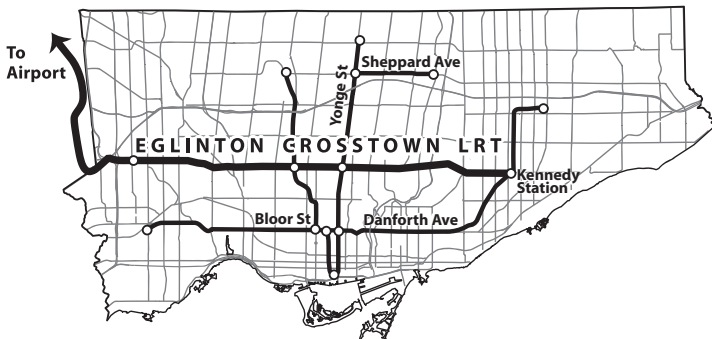 To
Airport
Sheppard Ave
Yonge St
EGLINTON CROSSTOWN LRT
Kennedy
Station
Bloor St
Danforth Ave